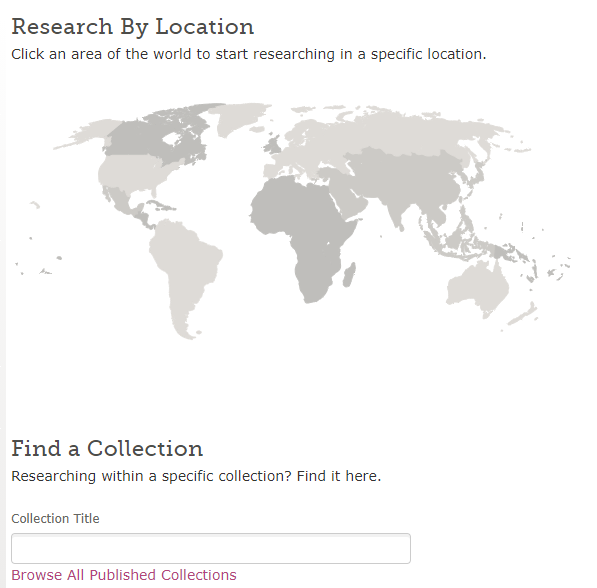 Research By Location
Click an area of the world to start researching in a specific location.
Find a Collection
Researching within a specific collection? Find it here.
Collection Title
Browse All Published Collections